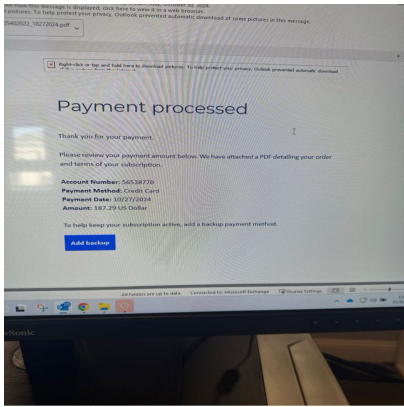 how this message is displayed, click here to view it in a web browser.
pictures. To help protect your privacy, Outlook prevented automatic download of some pictures in this message.
25402022_10272024.pdf
Right-click or tap and hold here to download pictures. To help protect your privacy, Outlook prevented automatic download
Payment processed
Thank you for your payment.
Please review your payment amount below. We have attached a PDF detailing your order
and terms of your subscription.
Account Number: 56538770
Payment Method: Credit Card
Payment Date: 10/27/2024
Amount: 187.29 US Dollar
To help keep your subscription active, add a backup payment method.
Add backup
All folders are up to date. Connected to: Microsoft Exchange Display Settings